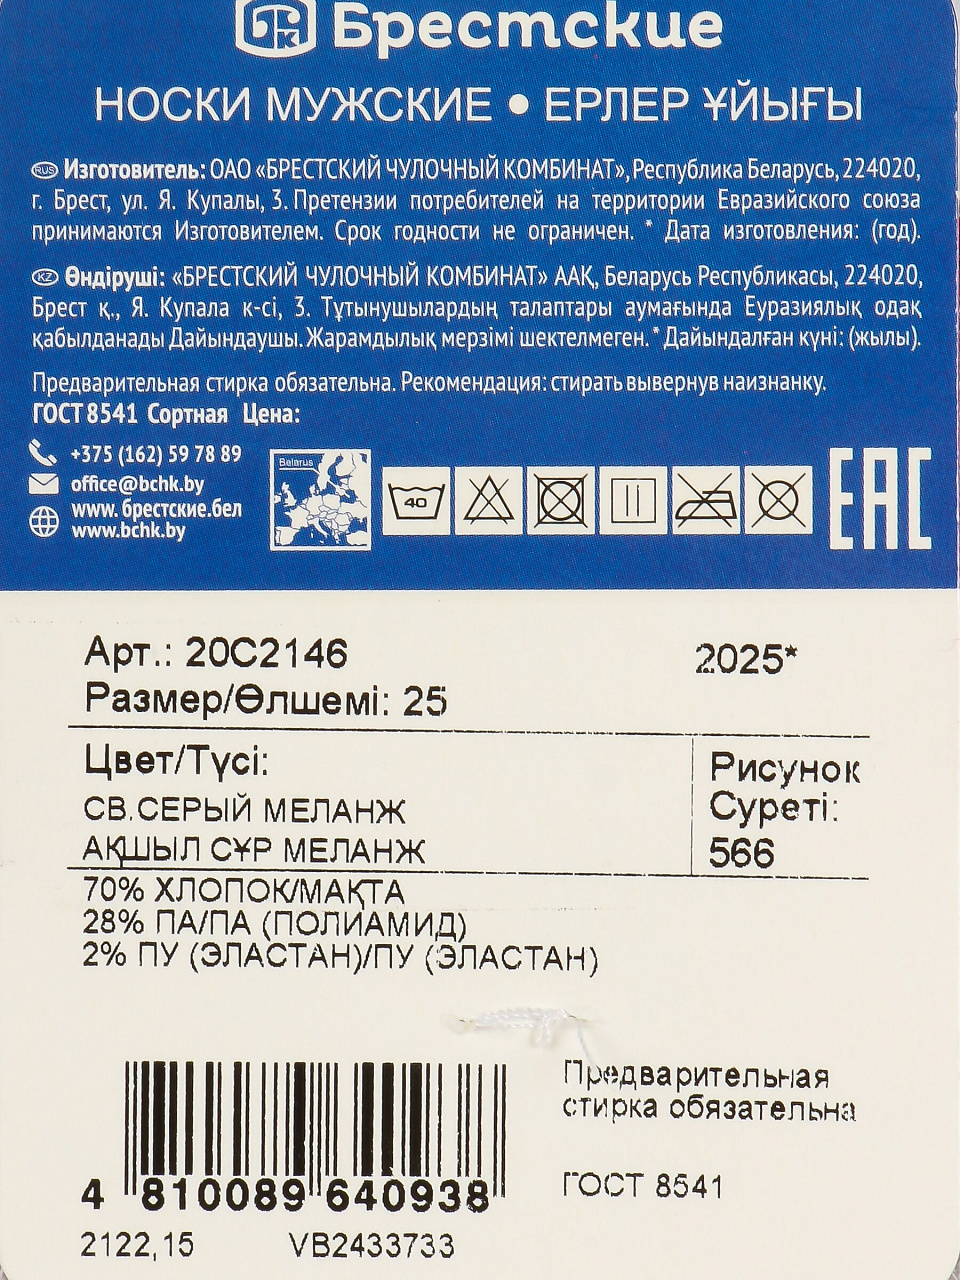 Брестские
НОСКИ МУЖСКИЕ • ЕРЛЕР ҰЙЫҒЫ
RUS Изготовитель: ОАО «БРЕСТСКИЙ ЧУЛОЧНЫЙ КОМБИНАТ», Республика Беларусь, 224020,
г. Брест, ул. Я. Купалы, 3. Претензии потребителей на территории Евразийского союза
принимаются Изготовителем. Срок годности не ограничен. * Дата изготовления: (год).
KZ Өндіруші: «БРЕСТСКИЙ ЧУЛОЧНЫЙ КОМБИНАТ» ААҚ, Беларусь Республикасы, 224020,
Брест қ., Я. Купала к-сі, 3. Тұтынушылардың талаптары аумағында Еуразиялық одақ
қабылданады Дайындаушы. Жарамдылық мерзімі шектелмеген. * Дайындалған күні: (жылы).
Предварительная стирка обязательна. Рекомендация: стирать вывернув наизнанку.
ГОСТ 8541 Сортная Цена:
+375 (162) 59 78 89
office@bchk.by
www. брестские.бел
www.bchk.by
Belarus
40
EAC
Арт.: 20С2146
2025*
Размер/Өлшемі: 25
Цвет/Түсі:
СВ.СЕРЫЙ МЕЛАНЖ
АҚШЫЛ СҰР МЕЛАНЖ
Рисунок
Суреті:
566
70% ХЛОПОК/МАҚТА
28% ПА/ПА (ПОЛИАМИД)
2% ПУ (ЭЛАСТАН)/ПУ (ЭЛАСТАН)
Предварительная
стирка обязательна
ГОСТ 8541
4 810089 640938
2122,15 VB2433733